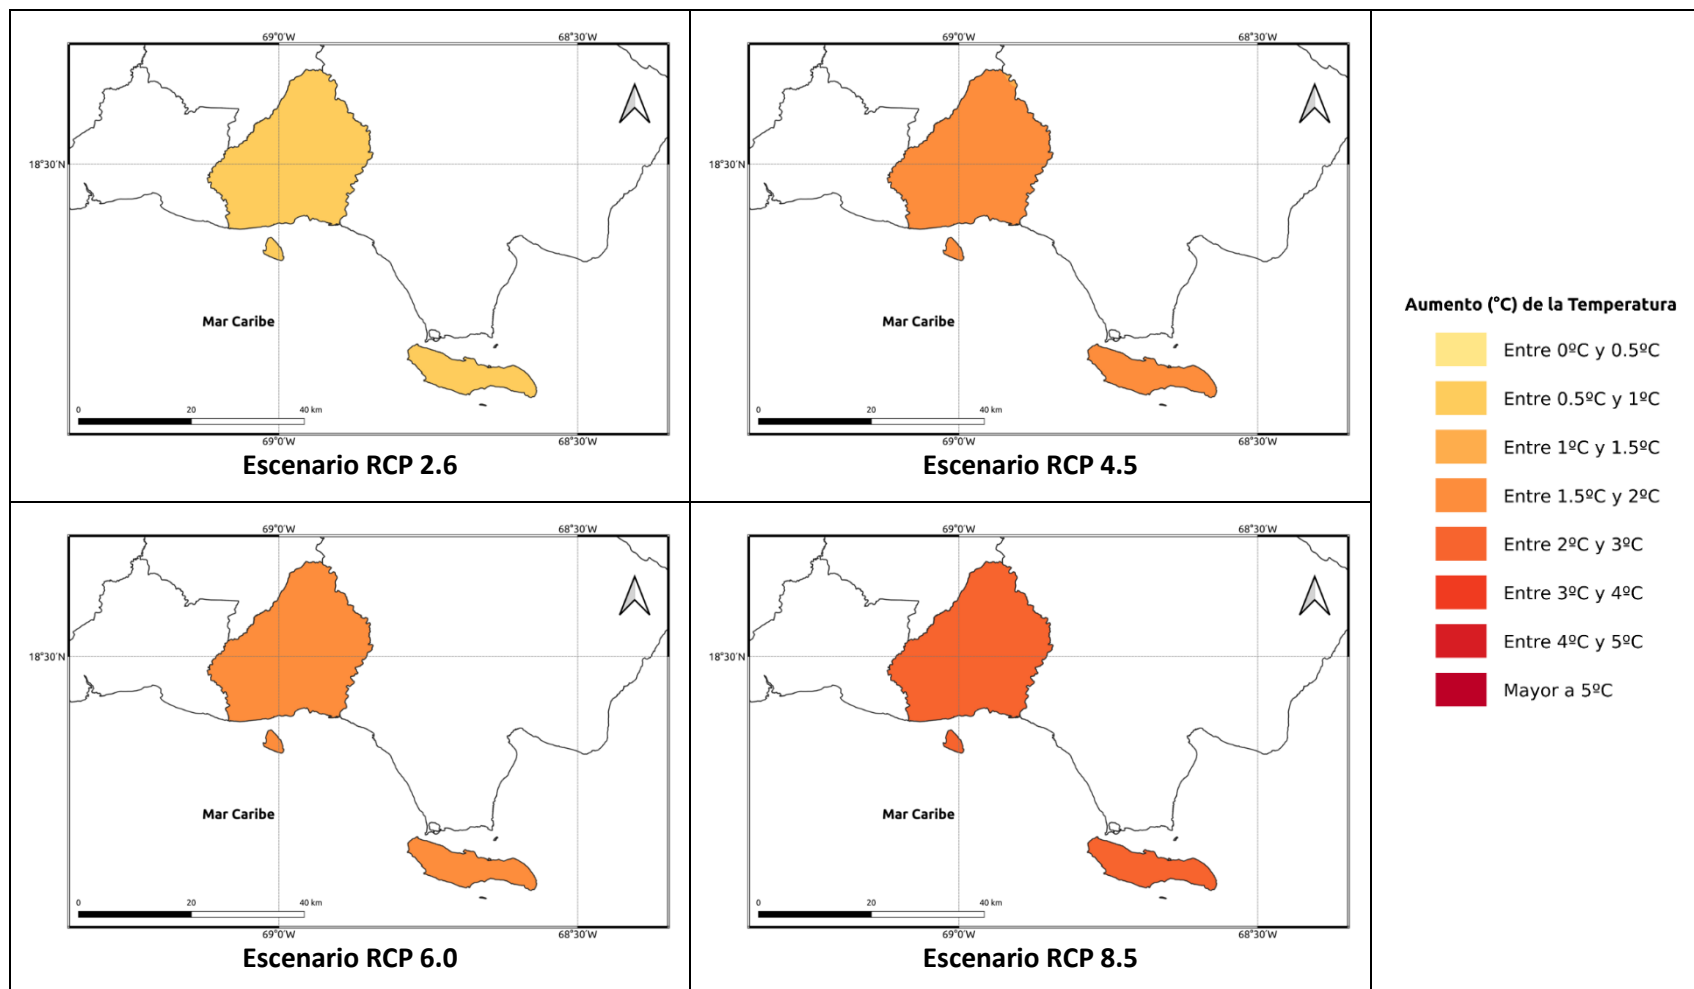 69°0'W 68°30'W
18°30'N
Mar Caribe
0 20 40 km
69°0'W 68°30'W
Escenario RCP 2.6
69°0'W 68°30'W
18°30'N
Mar Caribe
0 20 40 km
69°0'W 68°30'W
Escenario RCP 4.5
69°0'W 68°30'W
18°30'N
Mar Caribe
0 20 40 km
69°0'W 68°30'W
Escenario RCP 6.0
69°0'W 68°30'W
18°30'N
Mar Caribe
0 20 40 km
69°0'W 68°30'W
Escenario RCP 8.5
Aumento (°C) de la Temperatura
Entre 0ºC y 0.5ºC
Entre 0.5ºC y 1ºC
Entre 1ºC y 1.5ºC
Entre 1.5ºC y 2ºC
Entre 2ºC y 3ºC
Entre 3ºC y 4ºC
Entre 4ºC y 5ºC
Mayor a 5ºC